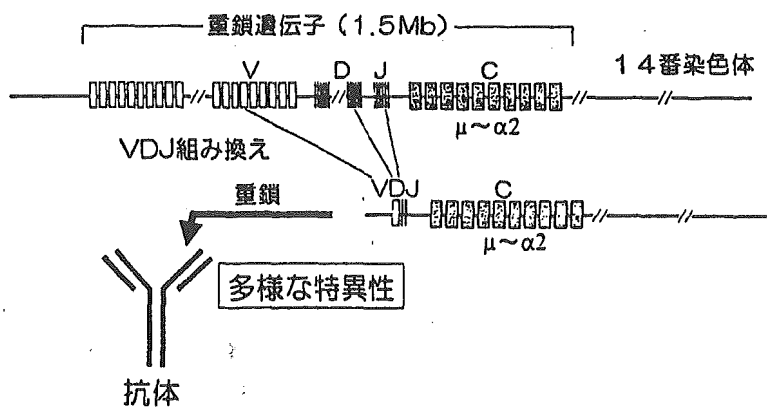 重鎖遺伝子（1.5Mb）
V D J C 14番染色体
μ～α2
VDJ組み換え
VDJ C
重鎖
μ～α2
多様な特異性
抗体